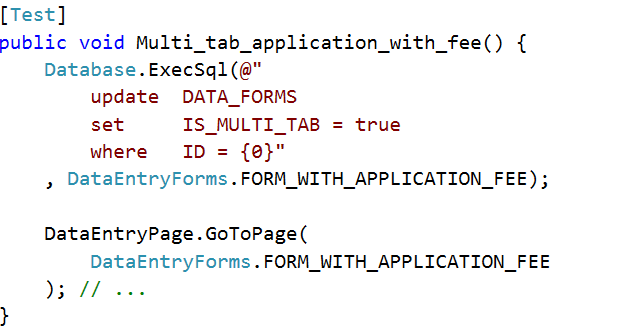 [Test]
public void Multi_tab_application_with_fee() {
    Database.ExecSql(@"
        update  DATA_FORMS
        set     IS_MULTI_TAB = true
        where   ID = {0}"
    , DataEntryForms.FORM_WITH_APPLICATION_FEE);

    DataEntryPage.GoToPage(
        DataEntryForms.FORM_WITH_APPLICATION_FEE
    ); // ...
}